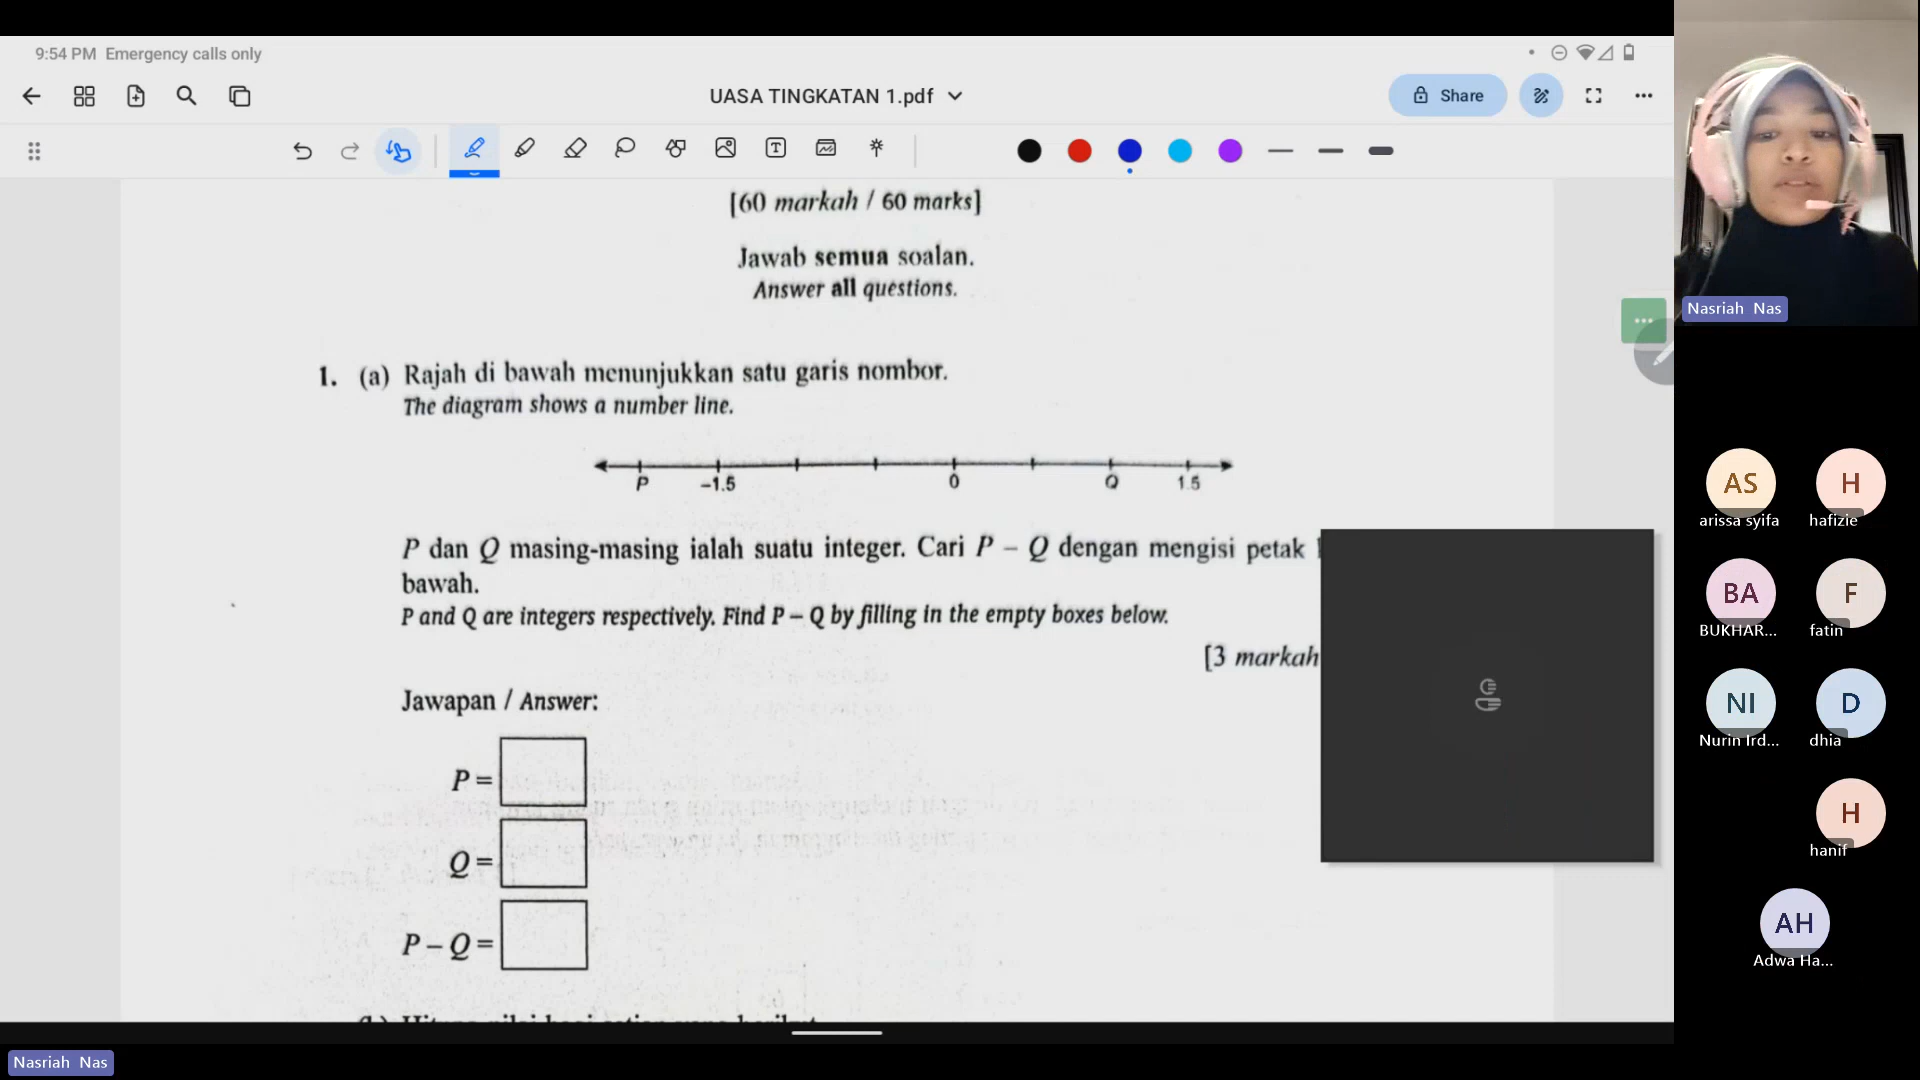 9:54 PM Emergency calls only
UASA TINGKATAN 1.pdf
Share
[60 markah / 60 marks]
Jawab semua soalan.
Answer all questions.
1. (a) Rajah di bawah menunjukkan satu garis nombor.
The diagram shows a number line.
P -1.5 0 Q 1.5
P dan Q masing-masing ialah suatu integer. Cari P – Q dengan mengisi petak
bawah.
P and Q are integers respectively. Find P – Q by filling in the empty boxes below.
[3 markah
Jawapan / Answer:
P =
Q =
P – Q =
Nasriah Nas
AS
arissa syifa
H
hafizie
BA
BUKHAR...
F
fatin
NI
Nurin Ird...
D
dhia
H
hanif
AH
Adwa Ha...
Nasriah Nas